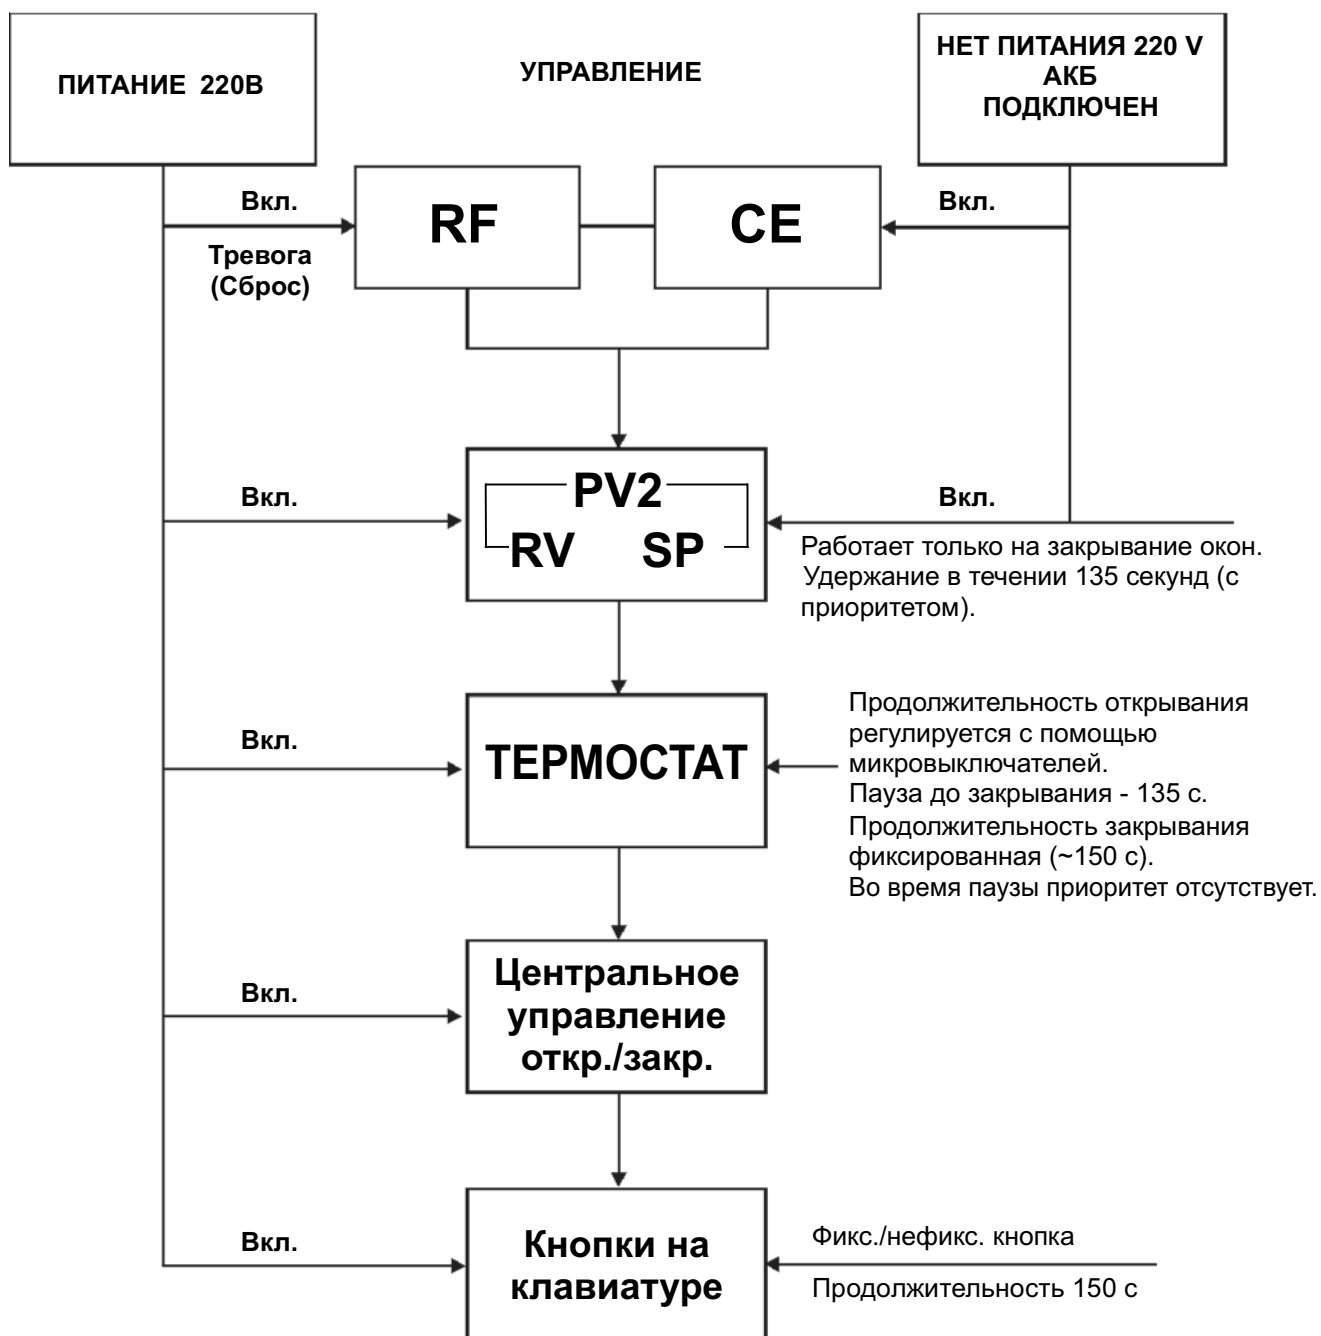 ПИТАНИЕ 220В
УПРАВЛЕНИЕ
НЕТ ПИТАНИЯ 220 V
АКБ
ПОДКЛЮЧЕН
Вкл.
Тревога
(Сброс)
RF
CE
Вкл.
Вкл.
PV2
RV SP
Вкл.
Работает только на закрывание окон.
Удержание в течении 135 секунд (с
приоритетом).
Вкл.
ТЕРМОСТАТ
Продолжительность открывания
регулируется с помощью
микровыключателей.
Пауза до закрывания - 135 с.
Продолжительность закрывания
фиксированная (~150 с).
Во время паузы приоритет отсутствует.
Вкл.
Центральное
управление
откр./закр.
Вкл.
Кнопки на
клавиатуре
Фикс./нефикс. кнопка
Продолжительность 150 с